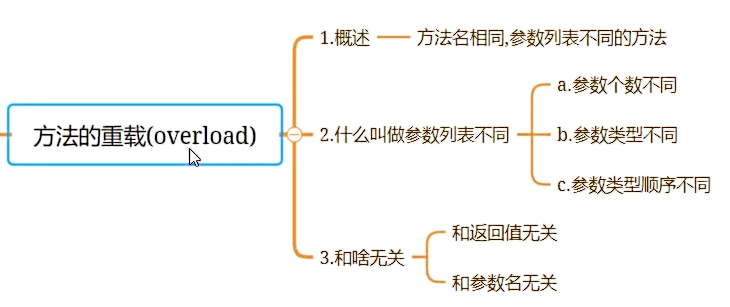 方法的重载(overload)
1.概述
方法名相同,参数列表不同的方法
2.什么叫做参数列表不同
a.参数个数不同
b.参数类型不同
c.参数类型顺序不同
3.和啥无关
和返回值无关
和参数名无关